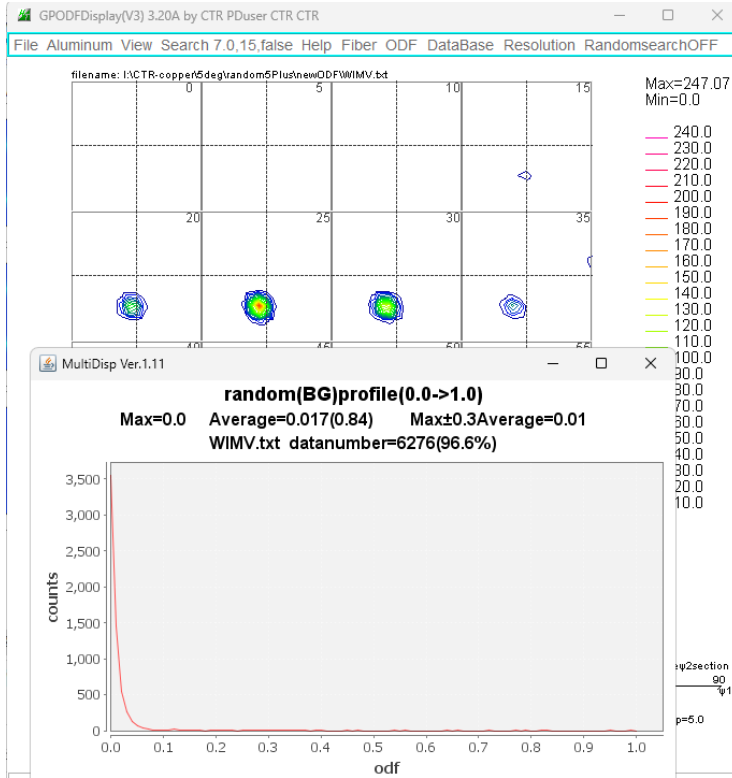 GPODFDisplay(V3) 3.20A by CTR PDuser CTR CTR
File Aluminum View Search 7.0,15,false Help Fiber ODF DataBase Resolution RandomsearchOFF
filename: I:\CTR-copper\5deg\random5Plus\newODF\WIMV.txt
0 5 10 15
Max=247.07
Min=0.0
240.0
230.0
220.0
210.0
200.0
190.0
180.0
170.0
160.0
150.0
140.0
130.0
120.0
110.0
100.0
90.0
80.0
70.0
60.0
50.0
40.0
30.0
20.0
10.0
20 25 30 35
MultiDisp Ver.1.11
random(BG)profile(0.0->1.0)
Max=0.0 Average=0.017(0.84) Max±0.3Average=0.01
WIMV.txt datanumber=6276(96.6%)
3,500
3,000
2,500
2,000
1,500
1,000
500
0
counts
0.0 0.1 0.2 0.3 0.4 0.5 0.6 0.7 0.8 0.9 1.0
odf
ψ2section
90
ψ1
p=5.0